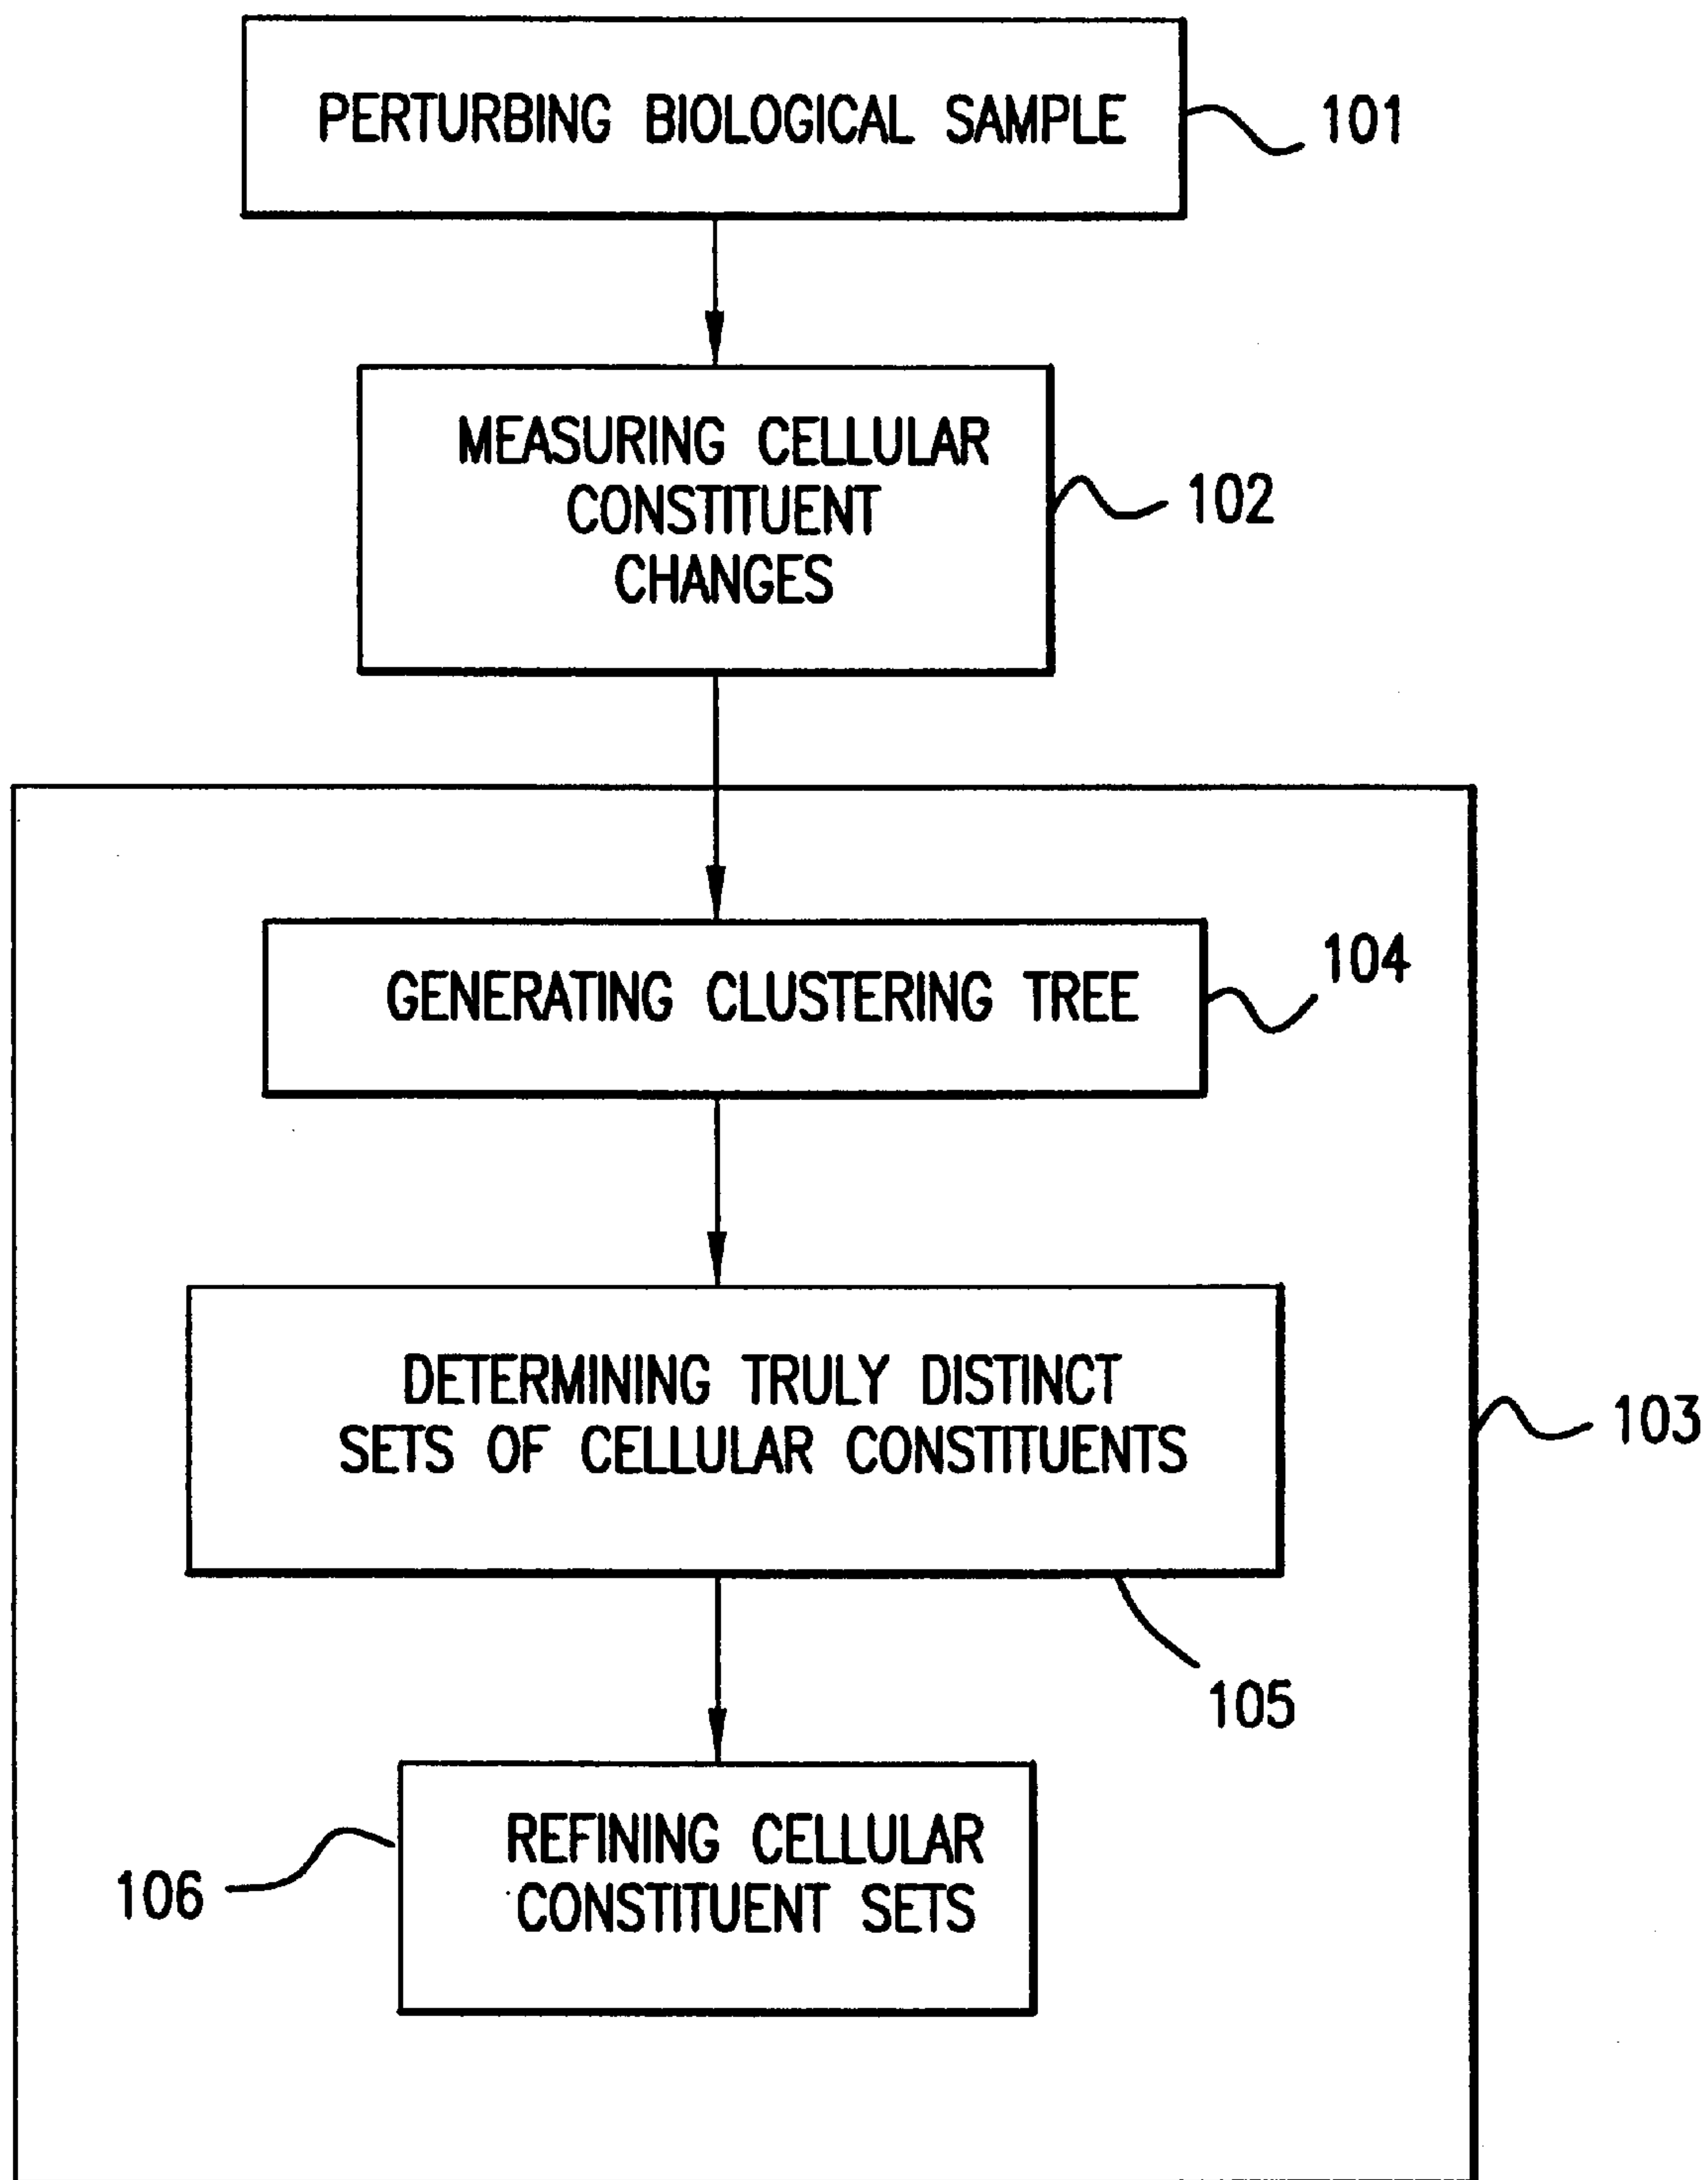 PERTURBING BIOLOGICAL SAMPLE
101
MEASURING CELLULAR
CONSTITUENT
CHANGES
102
GENERATING CLUSTERING TREE
104
DETERMINING TRULY DISTINCT
SETS OF CELLULAR CONSTITUENTS
103
105
REFINING CELLULAR
CONSTITUENT SETS
106